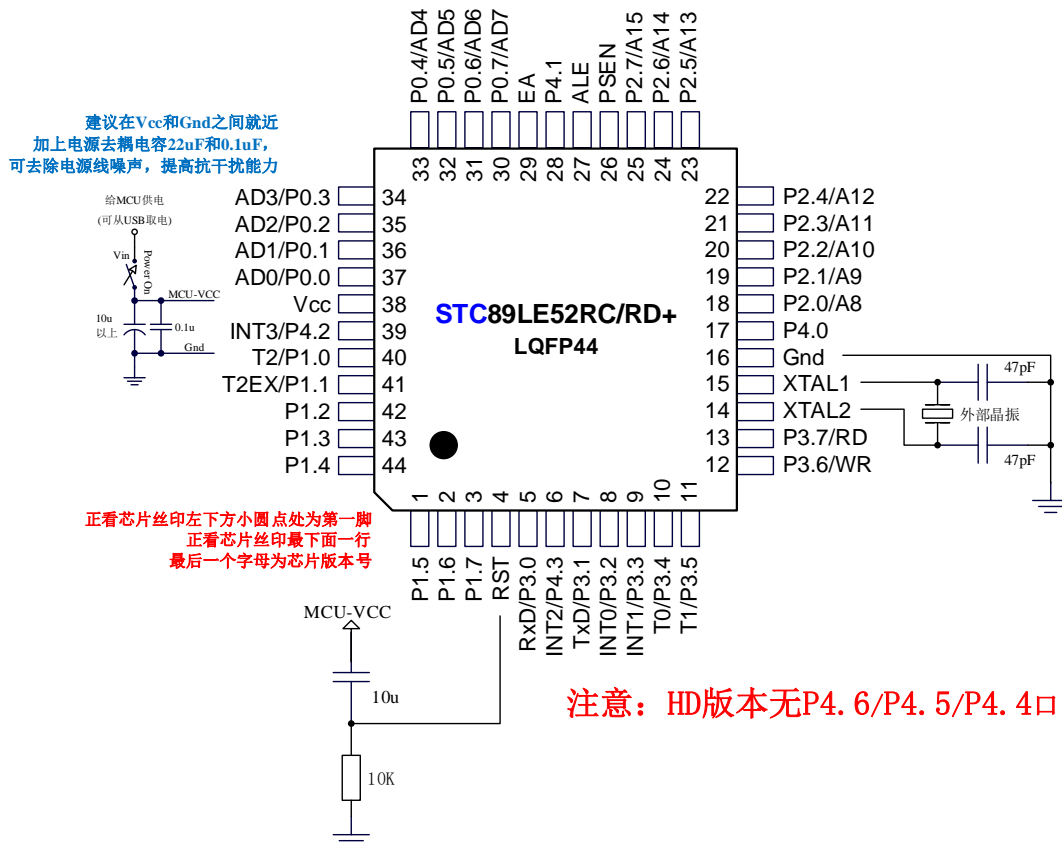 P0.4/AD4
P0.5/AD5
P0.6/AD6
P0.7/AD7
EA
P4.1
ALE
PSEN
P2.7/A15
P2.6/A14
P2.5/A13
33
32
31
30
29
28
27
26
25
24
23
建议在Vcc和Gnd之间就近
加上电源去耦电容22uF和0.1uF，
可去除电源线噪声，提高抗干扰能力
给MCU供电
(可从USB取电)
Vin
Power On
MCU-VCC
10u
以上
0.1u
Gnd
AD3/P0.3 34
AD2/P0.2 35
AD1/P0.1 36
AD0/P0.0 37
Vcc 38
INT3/P4.2 39
T2/P1.0 40
T2EX/P1.1 41
P1.2 42
P1.3 43
P1.4 44
STC89LE52RC/RD+
LQFP44
22 P2.4/A12
21 P2.3/A11
20 P2.2/A10
19 P2.1/A9
18 P2.0/A8
17 P4.0
16 Gnd
15 XTAL1
14 XTAL2
13 P3.7/RD
12 P3.6/WR
47pF
外部晶振
47pF
正看芯片丝印左下方小圆点处为第一脚
正看芯片丝印最下面一行
最后一个字母为芯片版本号
1
2
3
4
5
6
7
8
9
10
11
P1.5
P1.6
P1.7
RST
RxD/P3.0
INT2/P4.3
TxD/P3.1
INT0/P3.2
INT1/P3.3
T0/P3.4
T1/P3.5
MCU-VCC
10u
10K
注意：HD版本无P4.6/P4.5/P4.4口